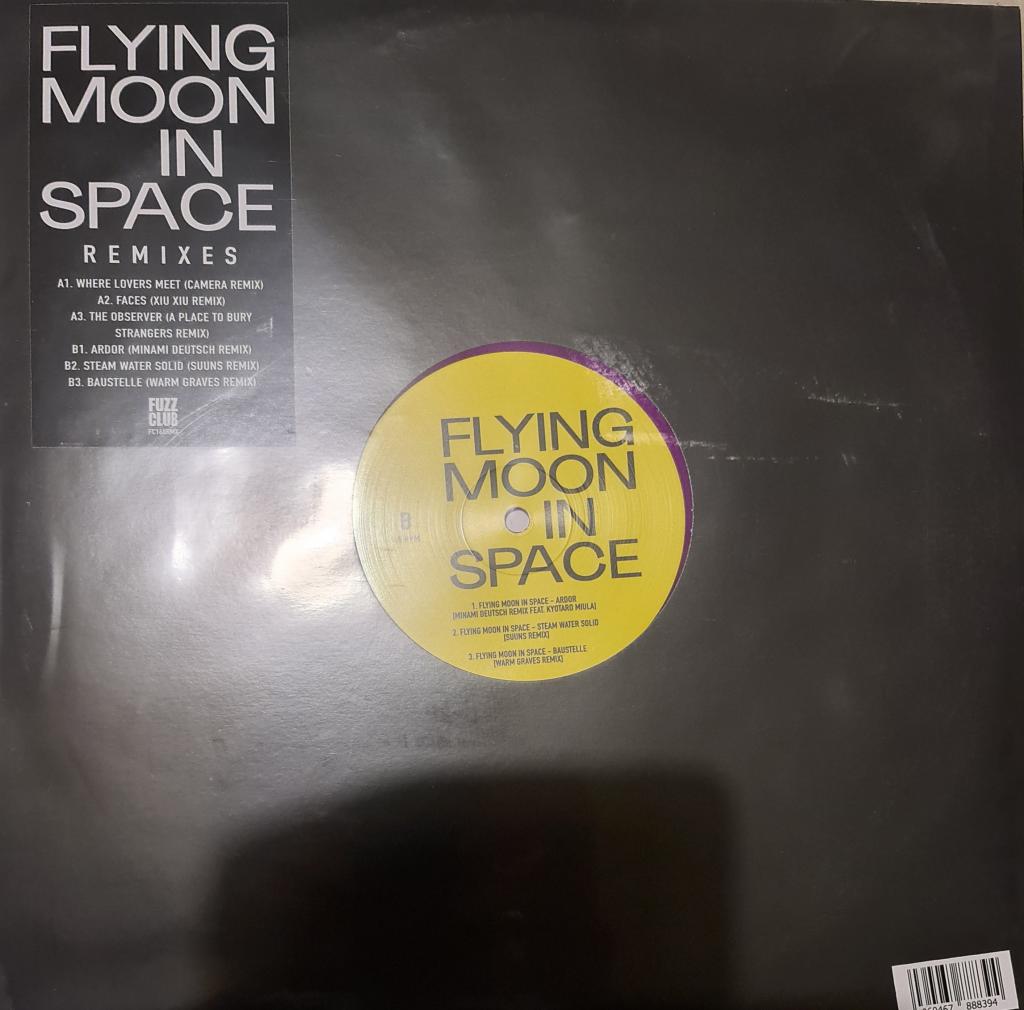 FLYING
MOON
IN
SPACE
REMIXES
A1. WHERE LOVERS MEET (CAMERA REMIX)
A2. FACES (XIU XIU REMIX)
A3. THE OBSERVER (A PLACE TO BURY
STRANGERS REMIX)
B1. ARDOR (MINAMI DEUTSCH REMIX)
B2. STEAM WATER SOLID (SUUNS REMIX)
B3. BAUSTELLE (WARM GRAVES REMIX)
FUZZ
CLUB
FLYING
MOON
IN
SPACE
B
RPM
1. FLYING MOON IN SPACE – ARDOR
[MINAMI DEUTSCH REMIX FEAT. KYOTARO MIULA]
2. FLYING MOON IN SPACE – STEAM WATER SOLID
[SUUNS REMIX]
3. FLYING MOON IN SPACE – BAUSTELLE
[WARM GRAVES REMIX]
888394